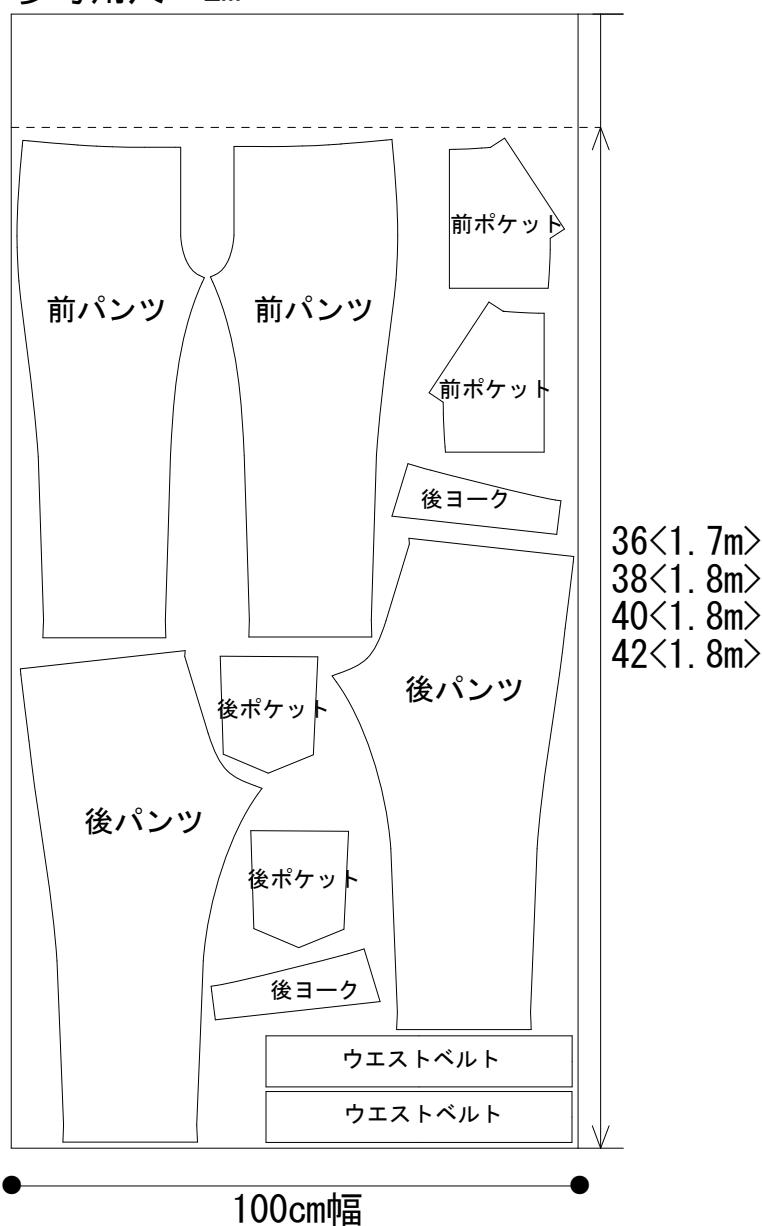 前ポケット
前パンツ
前パンツ
前ポケット
後ヨーク
36<1.7m>
38<1.8m>
40<1.8m>
42<1.8m>
後パンツ
後ポケット
後パンツ
後ポケット
後ヨーク
ウエストベルト
ウエストベルト
100cm幅